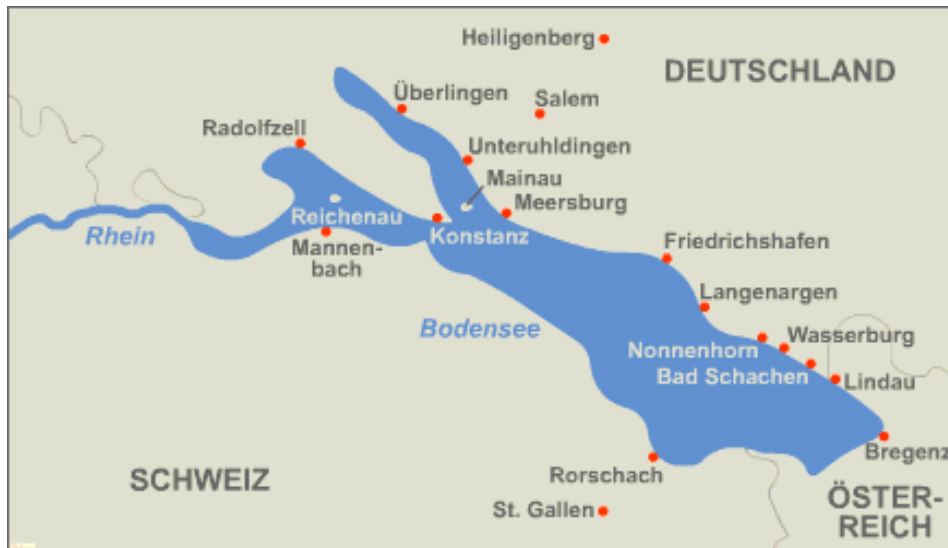 Heiligenberg
DEUTSCHLAND
Überlingen
Salem
Radolfzell
Unteruhldingen
Mainau
Meersburg
Reichenau
Konstanz
Rhein
Mannen-
bach
Friedrichshafen
Langenargen
Bodensee
Wasserburg
Nonnenhorn
Bad Schachen
Lindau
Bregenz
Rorschach
SCHWEIZ
ÖSTER-
REICH
St. Gallen